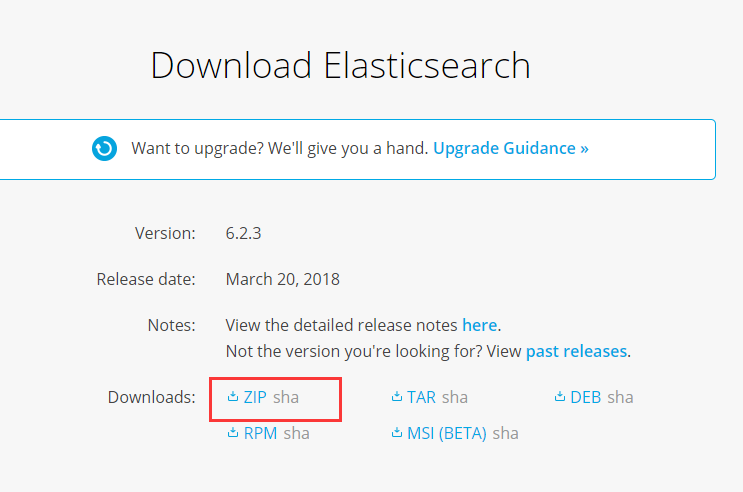 Download Elasticsearch
Want to upgrade? We'll give you a hand. Upgrade Guidance »
Version: 6.2.3
Release date: March 20, 2018
Notes: View the detailed release notes here.
Not the version you're looking for? View past releases.
Downloads: ZIP sha TAR sha DEB sha
RPM sha MSI (BETA) sha